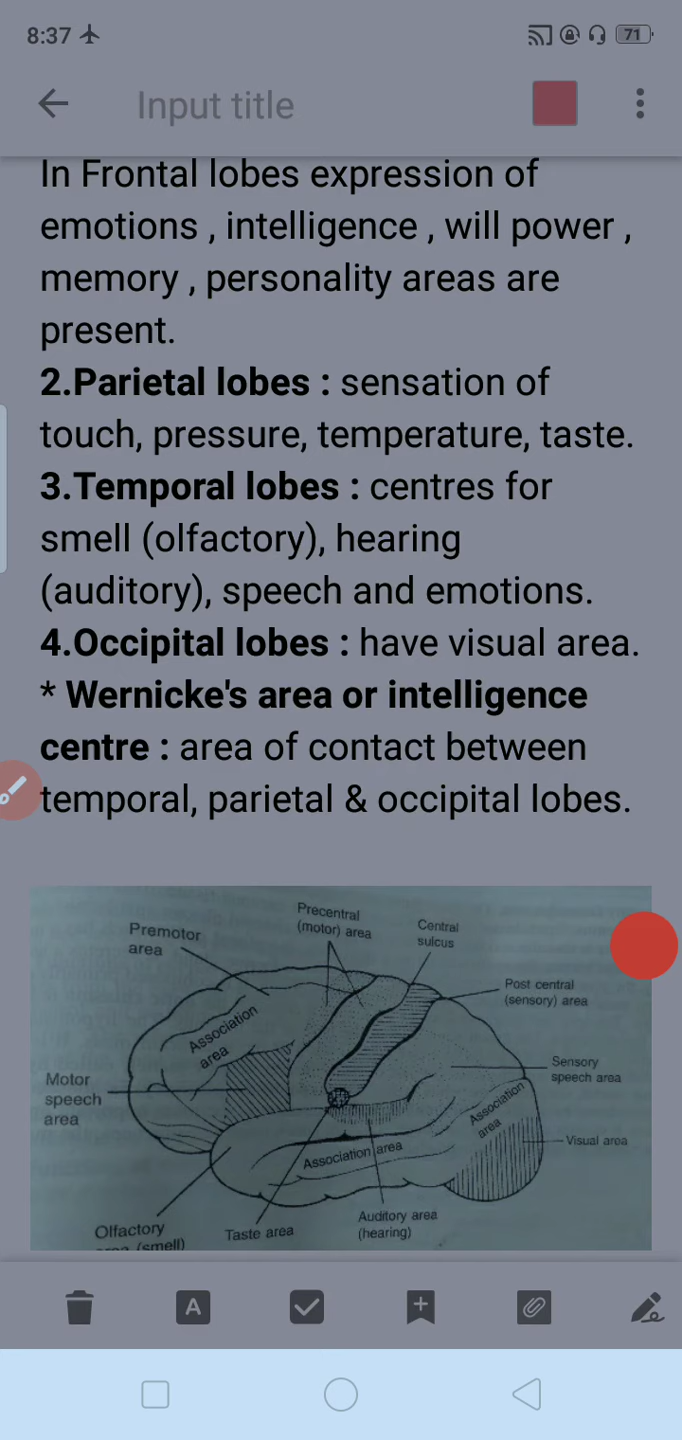 8:37
71
Input title
In Frontal lobes expression of
emotions , intelligence , will power ,
memory , personality areas are
present.
2.Parietal lobes : sensation of
touch, pressure, temperature, taste.
3.Temporal lobes : centres for
smell (olfactory), hearing
(auditory), speech and emotions.
4.Occipital lobes : have visual area.
* Wernicke's area or intelligence
centre : area of contact between
temporal, parietal & occipital lobes.
Premotor
area
Precentral
(motor) area
Central
sulcus
Post central
(sensory) area
Association
area
Motor
speech
area
Sensory
speech area
Association
area
Visual area
Association area
Olfactory
area (smell)
Taste area
Auditory area
(hearing)
A